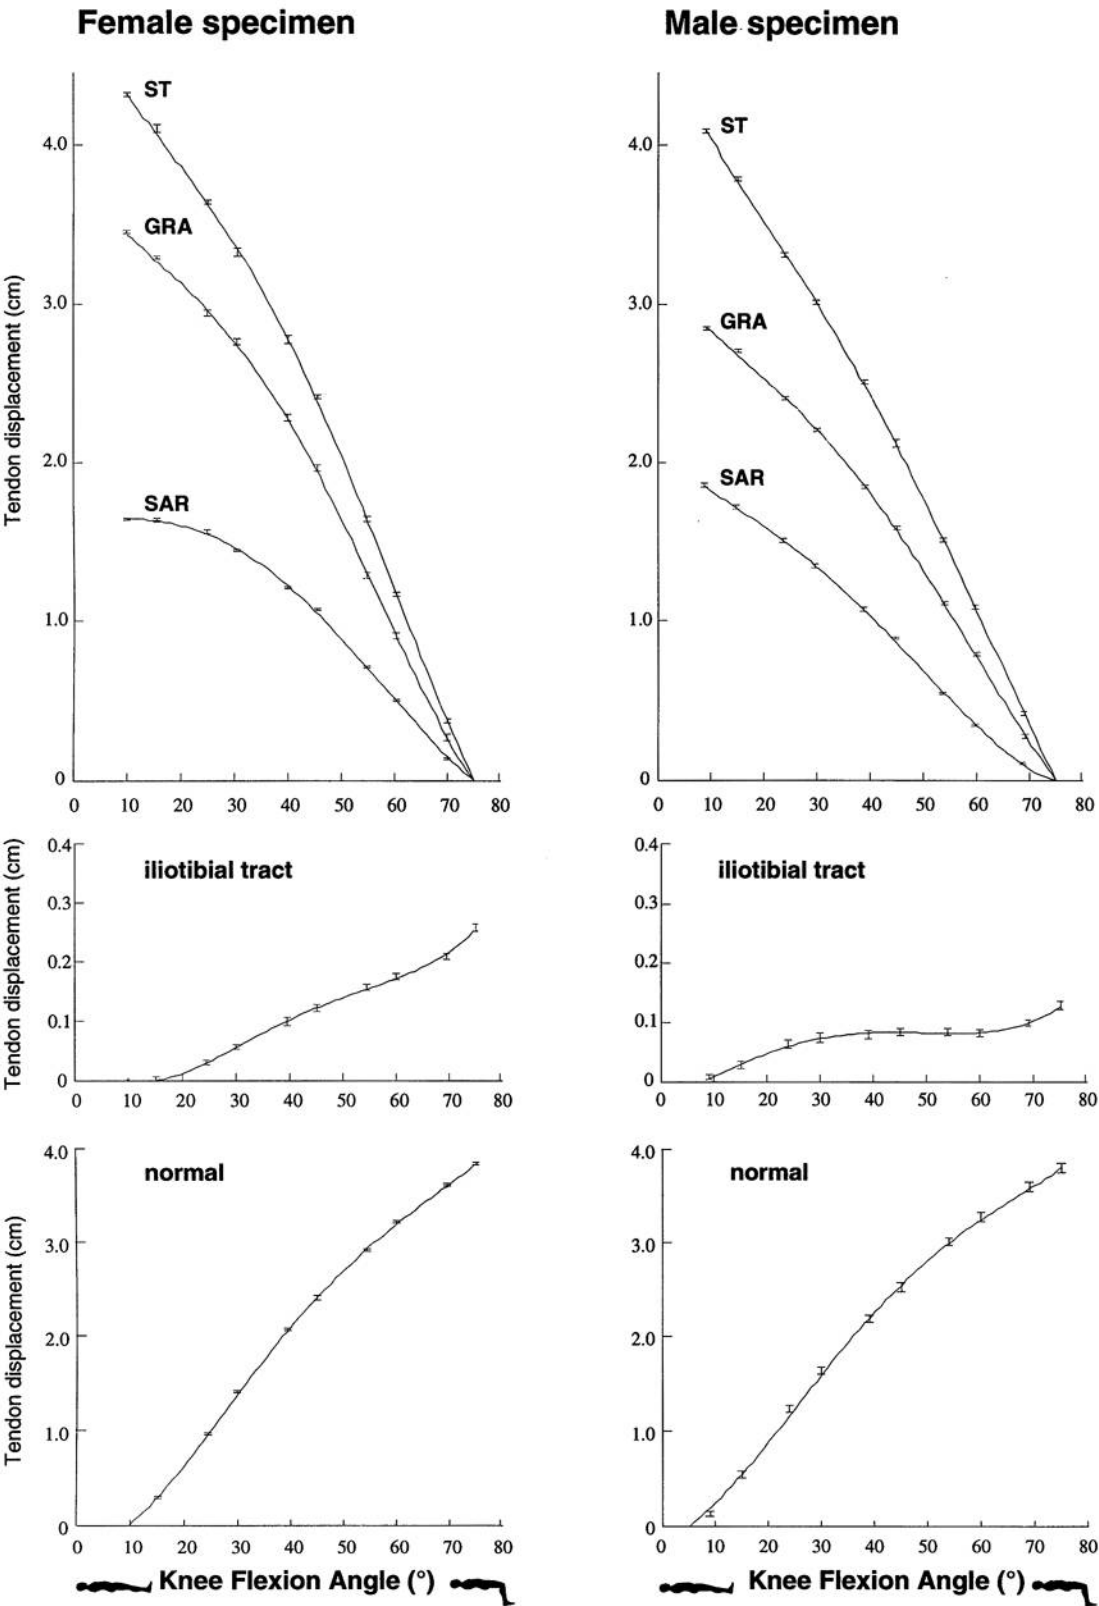 Female specimen
Male specimen
Tendon displacement (cm)
4.0
3.0
2.0
1.0
0
ST
GRA
SAR
0 10 20 30 40 50 60 70 80
4.0
3.0
2.0
1.0
0
ST
GRA
SAR
0 10 20 30 40 50 60 70 80
Tendon displacement (cm)
0.4
0.3
0.2
0.1
0
iliotibial tract
0 10 20 30 40 50 60 70 80
0.4
0.3
0.2
0.1
0
iliotibial tract
0 10 20 30 40 50 60 70 80
Tendon displacement (cm)
4.0
3.0
2.0
1.0
0
normal
0 10 20 30 40 50 60 70 80
Knee Flexion Angle (°)
4.0
3.0
2.0
1.0
0
normal
0 10 20 30 40 50 60 70 80
Knee Flexion Angle (°)